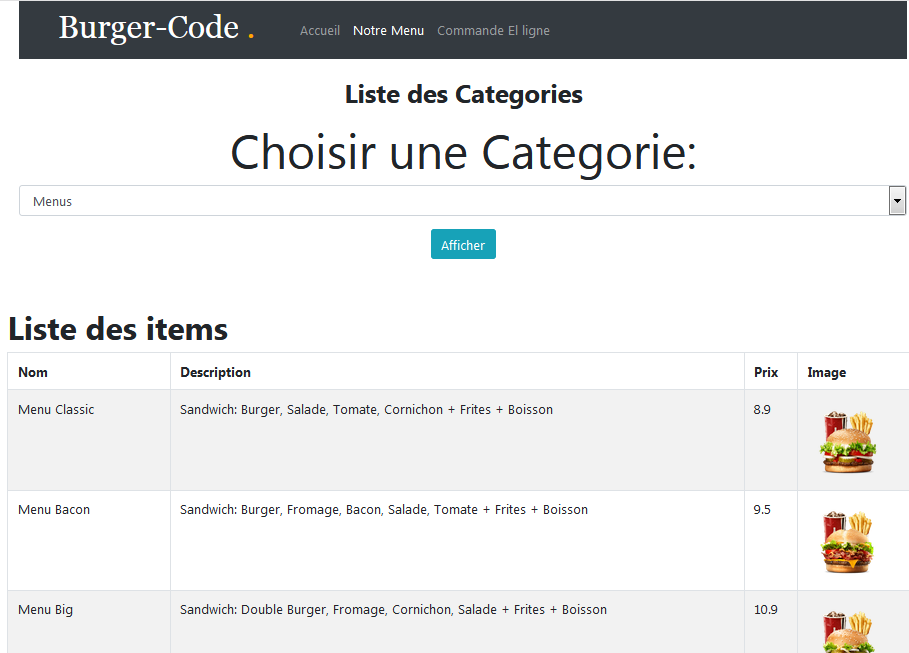 Burger-Code .
Accueil Notre Menu Commande El ligne
Liste des Categories
Choisir une Categorie:
Menus
Afficher
Liste des items
Nom Description Prix Image
Menu Classic Sandwich: Burger, Salade, Tomate, Cornichon + Frites + Boisson 8.9
Menu Bacon Sandwich: Burger, Fromage, Bacon, Salade, Tomate + Frites + Boisson 9.5
Menu Big Sandwich: Double Burger, Fromage, Cornichon, Salade + Frites + Boisson 10.9